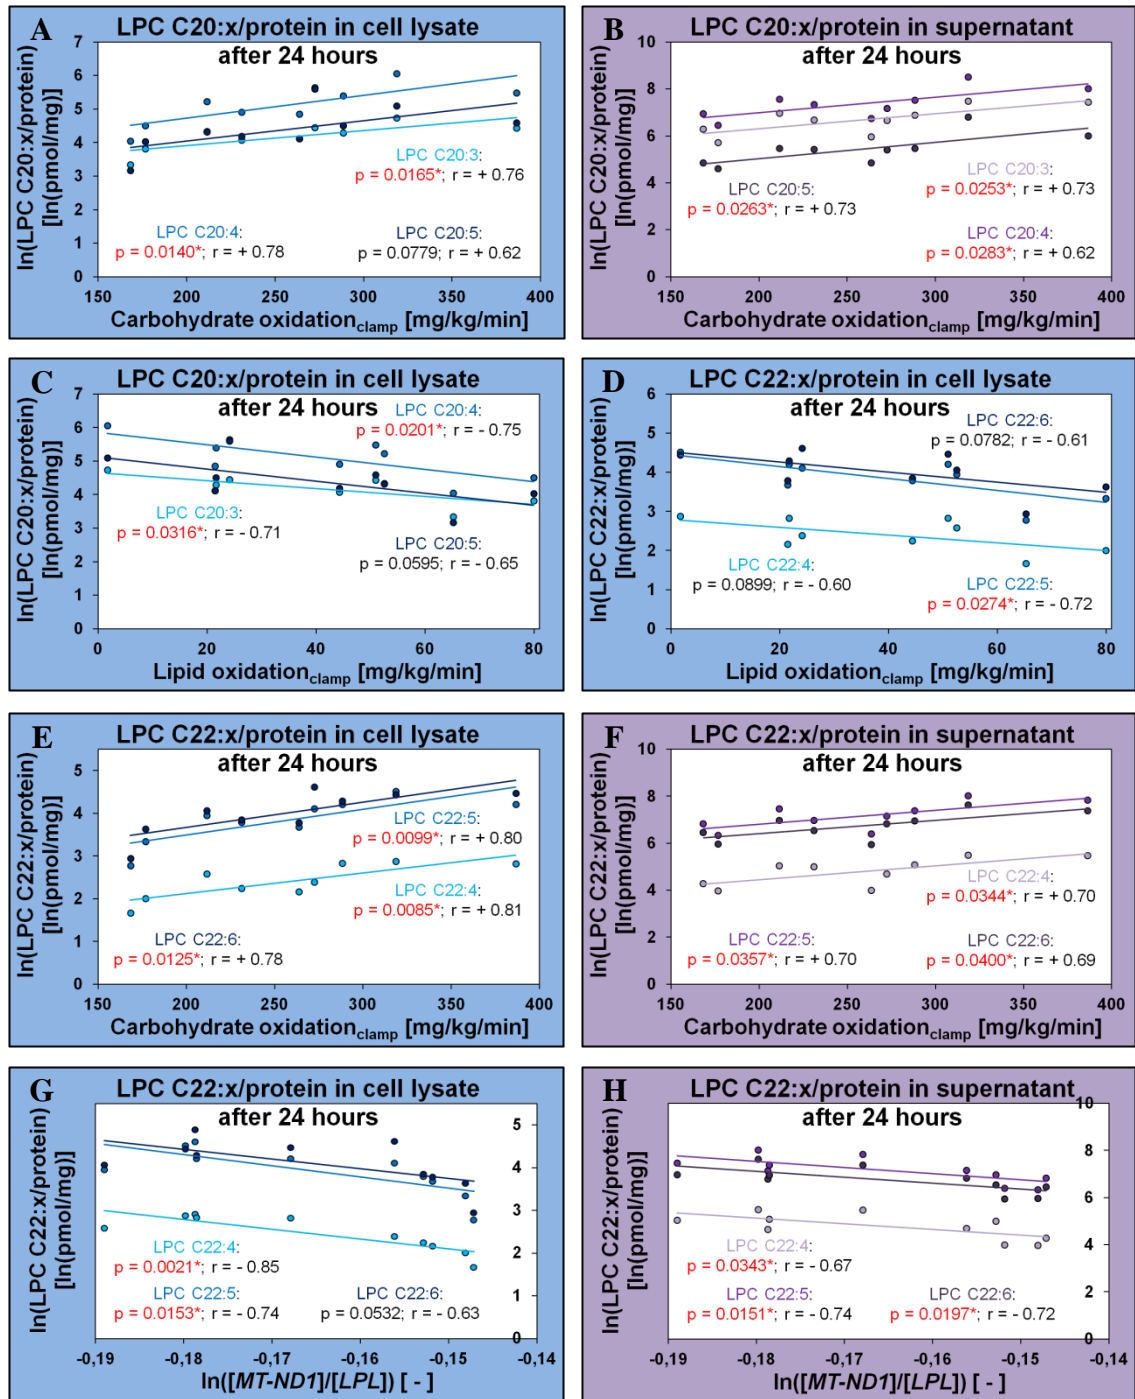 A
LPC C20:x/protein in cell lysate
after 24 hours
ln(LPC C20:x/protein)
[ln(pmol/mg)]
7
6
5
4
3
2
1
0
LPC C20:3:
p = 0.0165*; r = + 0.76
LPC C20:4:
p = 0.0140*; r = + 0.78
LPC C20:5:
p = 0.0779; r = + 0.62
150 200 250 300 350 400
Carbohydrate oxidationclamp [mg/kg/min]
B
LPC C20:x/protein in supernatant
after 24 hours
ln(LPC C20:x/protein)
[ln(pmol/mg)]
10
8
6
4
2
0
LPC C20:5:
p = 0.0263*; r = + 0.73
LPC C20:3:
p = 0.0253*; r = + 0.73
LPC C20:4:
p = 0.0283*; r = + 0.62
150 200 250 300 350 400
Carbohydrate oxidationclamp [mg/kg/min]
C
LPC C20:x/protein in cell lysate
after 24 hours
ln(LPC C20:x/protein)
[ln(pmol/mg)]
7
6
5
4
3
2
1
0
LPC C20:4:
p = 0.0201*; r = - 0.75
LPC C20:3:
p = 0.0316*; r = - 0.71
LPC C20:5:
p = 0.0595; r = - 0.65
0 20 40 60 80
Lipid oxidationclamp [mg/kg/min]
D
LPC C22:x/protein in cell lysate
after 24 hours
ln(LPC C22:x/protein)
[ln(pmol/mg)]
6
5
4
3
2
1
0
LPC C22:6:
p = 0.0782; r = - 0.61
LPC C22:4:
p = 0.0899; r = - 0.60
LPC C22:5:
p = 0.0274*; r = - 0.72
0 20 40 60 80
Lipid oxidationclamp [mg/kg/min]
E
LPC C22:x/protein in cell lysate
after 24 hours
ln(LPC C22:x/protein)
[ln(pmol/mg)]
5
4
3
2
1
0
LPC C22:5:
p = 0.0099*; r = + 0.80
LPC C22:4:
p = 0.0085*; r = + 0.81
LPC C22:6:
p = 0.0125*; r = + 0.78
150 200 250 300 350 400
Carbohydrate oxidationclamp [mg/kg/min]
F
LPC C22:x/protein in supernatant
after 24 hours
ln(LPC C22:x/protein)
[ln(pmol/mg)]
10
8
6
4
2
0
LPC C22:4:
p = 0.0344*; r = + 0.70
LPC C22:5:
p = 0.0357*; r = + 0.70
LPC C22:6:
p = 0.0400*; r = + 0.69
150 200 250 300 350 400
Carbohydrate oxidationclamp [mg/kg/min]
G
LPC C22:x/protein in cell lysate
after 24 hours
ln(LPC C22:x/protein)
[ln(pmol/mg)]
5
4
3
2
1
0
LPC C22:4:
p = 0.0021*; r = - 0.85
LPC C22:5:
p = 0.0153*; r = - 0.74
LPC C22:6:
p = 0.0532; r = - 0.63
-0,19 -0,18 -0,17 -0,16 -0,15 -0,14
ln([MT-ND1]/[LPL]) [ - ]
H
LPC C22:x/protein in supernatant
after 24 hours
ln(LPC C22:x/protein)
[ln(pmol/mg)]
10
8
6
4
2
0
LPC C22:4:
p = 0.0343*; r = - 0.67
LPC C22:5:
p = 0.0151*; r = - 0.74
LPC C22:6:
p = 0.0197*; r = - 0.72
-0,19 -0,18 -0,17 -0,16 -0,15 -0,14
ln([MT-ND1]/[LPL]) [ - ]